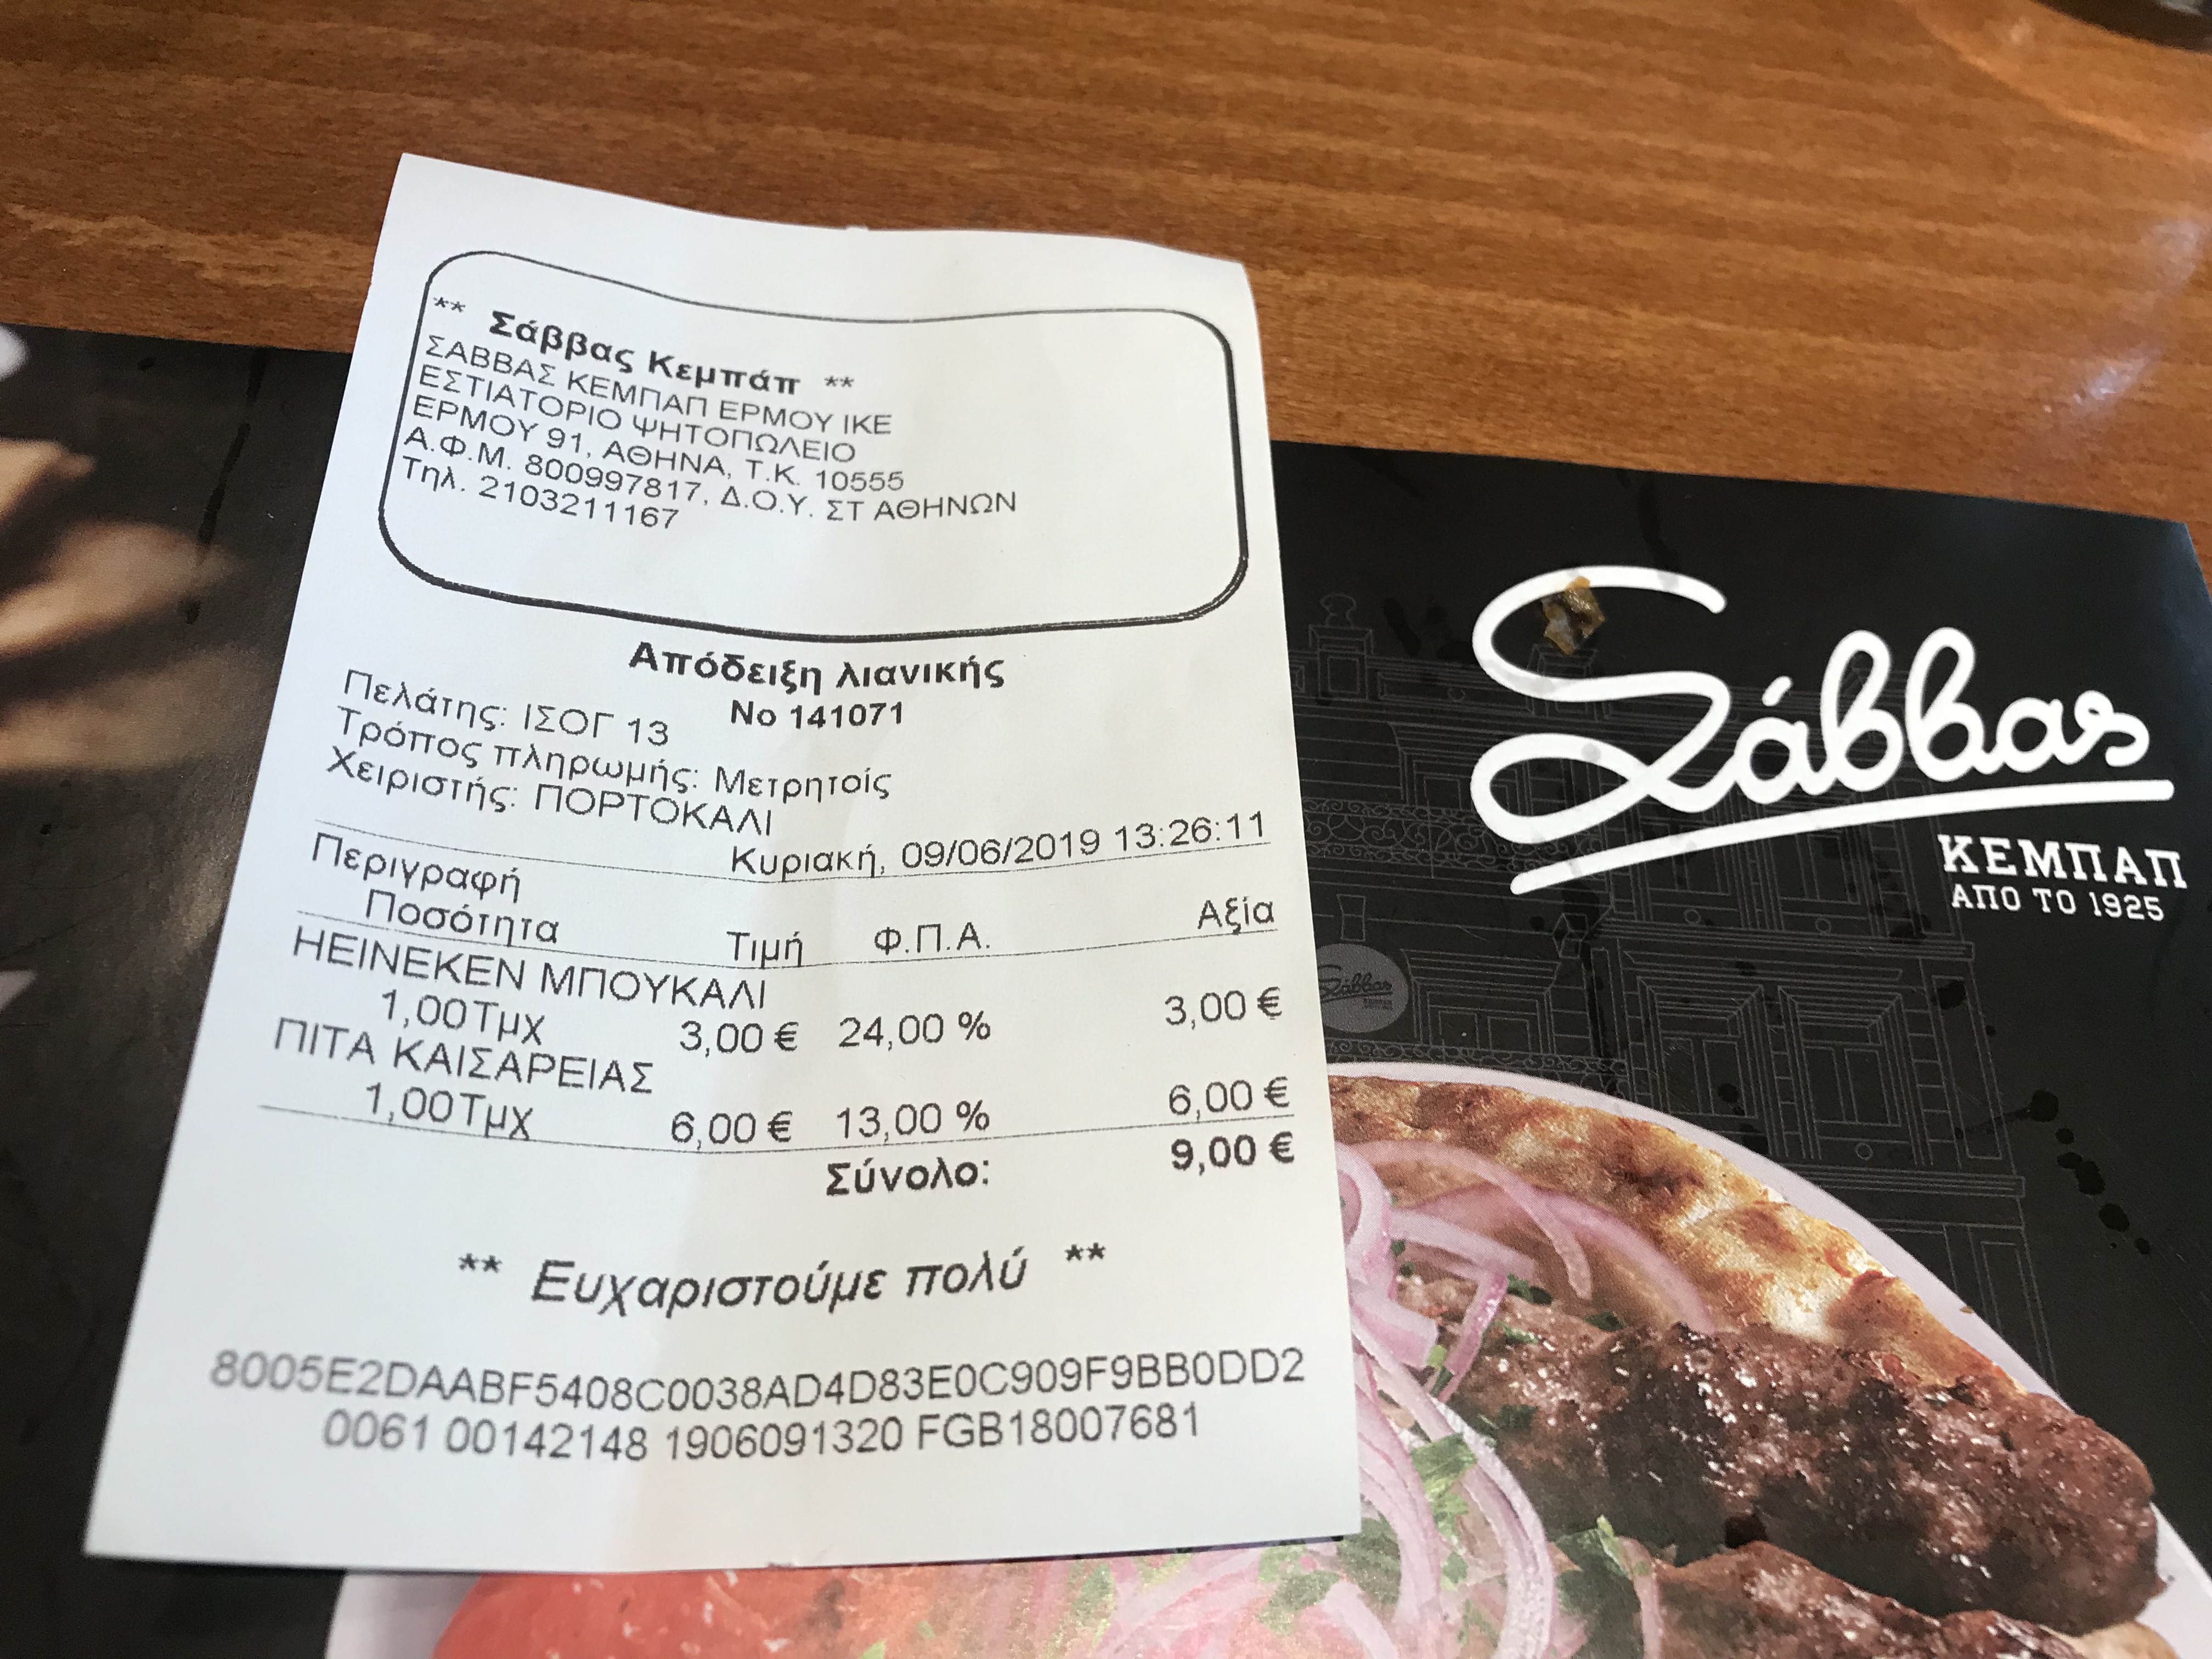 ** Σάββας Κεμπάπ **
ΣΑΒΒΑΣ ΚΕΜΠΑΠ ΕΡΜΟΥ ΙΚΕ
ΕΣΤΙΑΤΟΡΙΟ ΨΗΤΟΠΩΛΕΙΟ
ΕΡΜΟΥ 91, ΑΘΗΝΑ, Τ.Κ. 10555
Α.Φ.Μ. 800997817, Δ.Ο.Υ. ΣΤ ΑΘΗΝΩΝ
Τηλ. 2103211167
Απόδειξη λιανικής
No 141071
Πελάτης: ΙΣΟΓ 13
Τρόπος πληρωμής: Μετρητοίς
Χειριστής: ΠΟΡΤΟΚΑΛΙ
Κυριακή, 09/06/2019 13:26:11
Περιγραφή
Ποσότητα Τιμή Φ.Π.Α. Αξία
HEINEKEN ΜΠΟΥΚΑΛΙ
1,00Τμχ 3,00 € 24,00 % 3,00 €
ΠΙΤΑ ΚΑΙΣΑΡΕΙΑΣ
1,00Τμχ 6,00 € 13,00 % 6,00 €
Σύνολο: 9,00 €
** Ευχαριστούμε πολύ **
8005E2DAABF5408C0038AD4D83E0C909F9BB0DD2
0061 00142148 1906091320 FGB18007681
Σάββας
ΚΕΜΠΑΠ
ΑΠΟ ΤΟ 1925
Σάββας